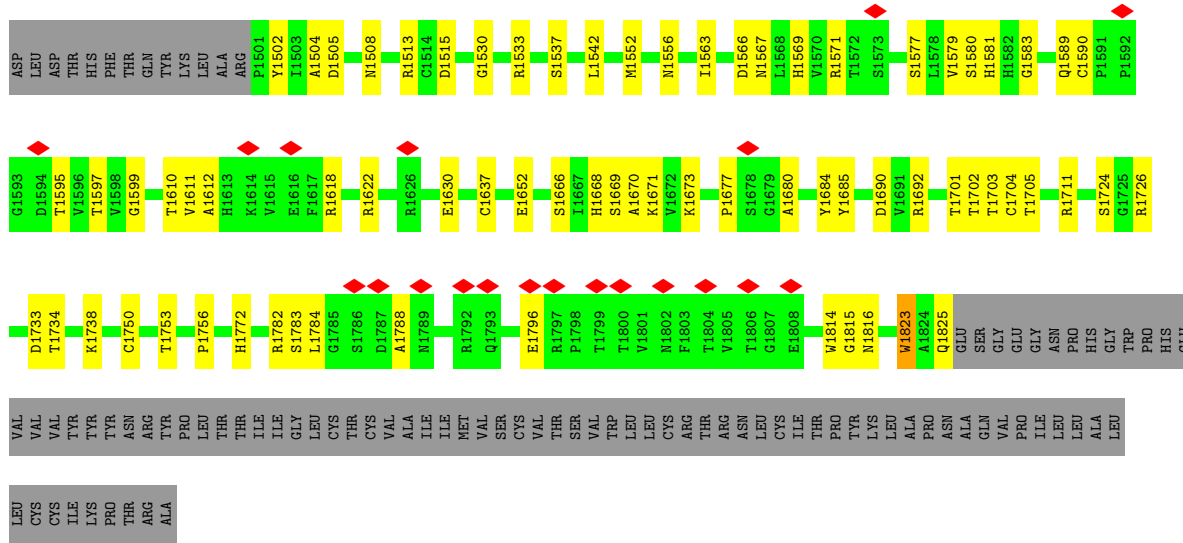 ASP LEU ASP THR HIS PHE THR GLN TYR LYS LEU ALA ARG P1501 Y1502 I1503 A1504 D1505 N1508 R1513 C1514 D1515 G1530 R1533 S1537 L1542 M1552 N1556 I1563 D1566 N1567 L1568 H1569 V1570 R1571 T1572 S1573 S1577 L1578 V1579 S1580 H1581 H1582 G1583 Q1589 C1590 P1591 P1592
G1593 D1594 T1595 V1596 T1597 V1598 G1599 T1610 V1611 A1612 H1613 K1614 V1615 E1616 F1617 R1618 R1622 R1626 E1630 C1637 E1652 S1666 I1667 H1668 S1669 A1670 K1671 V1672 K1673 P1677 S1678 G1679 A1680 Y1684 Y1685 D1690 V1691 R1692 T1701 T1702 T1703 C1704 T1705 R1711 S1724 G1725 R1726
D1733 T1734 K1738 C1750 T1753 P1756 H1772 R1782 S1783 L1784 G1785 S1786 D1787 A1788 N1789 R1792 Q1793 E1796 R1797 P1798 T1799 T1800 V1801 N1802 F1803 T1804 V1805 T1806 G1807 E1808 W1814 G1815 N1816 W1823 A1824 Q1825 GLU SER GLY GLU GLY ASN PRO HIS GLY TRP PRO HIS GLU
VAL VAL VAL TYR TYR TYR ASN ARG TYR PRO LEU THR THR ILE ILE GLY LEU CYS THR CYS VAL ALA ILE ILE MET VAL SER CYS VAL THR SER VAL TRP LEU LEU CYS ARG THR ARG ASN LEU CYS ILE THR PRO TYR LYS LEU ALA PRO ASN ALA GLN VAL PRO ILE LEU LEU ALA LEU
LEU CYS CYS ILE LYS PRO THR ARG ALA